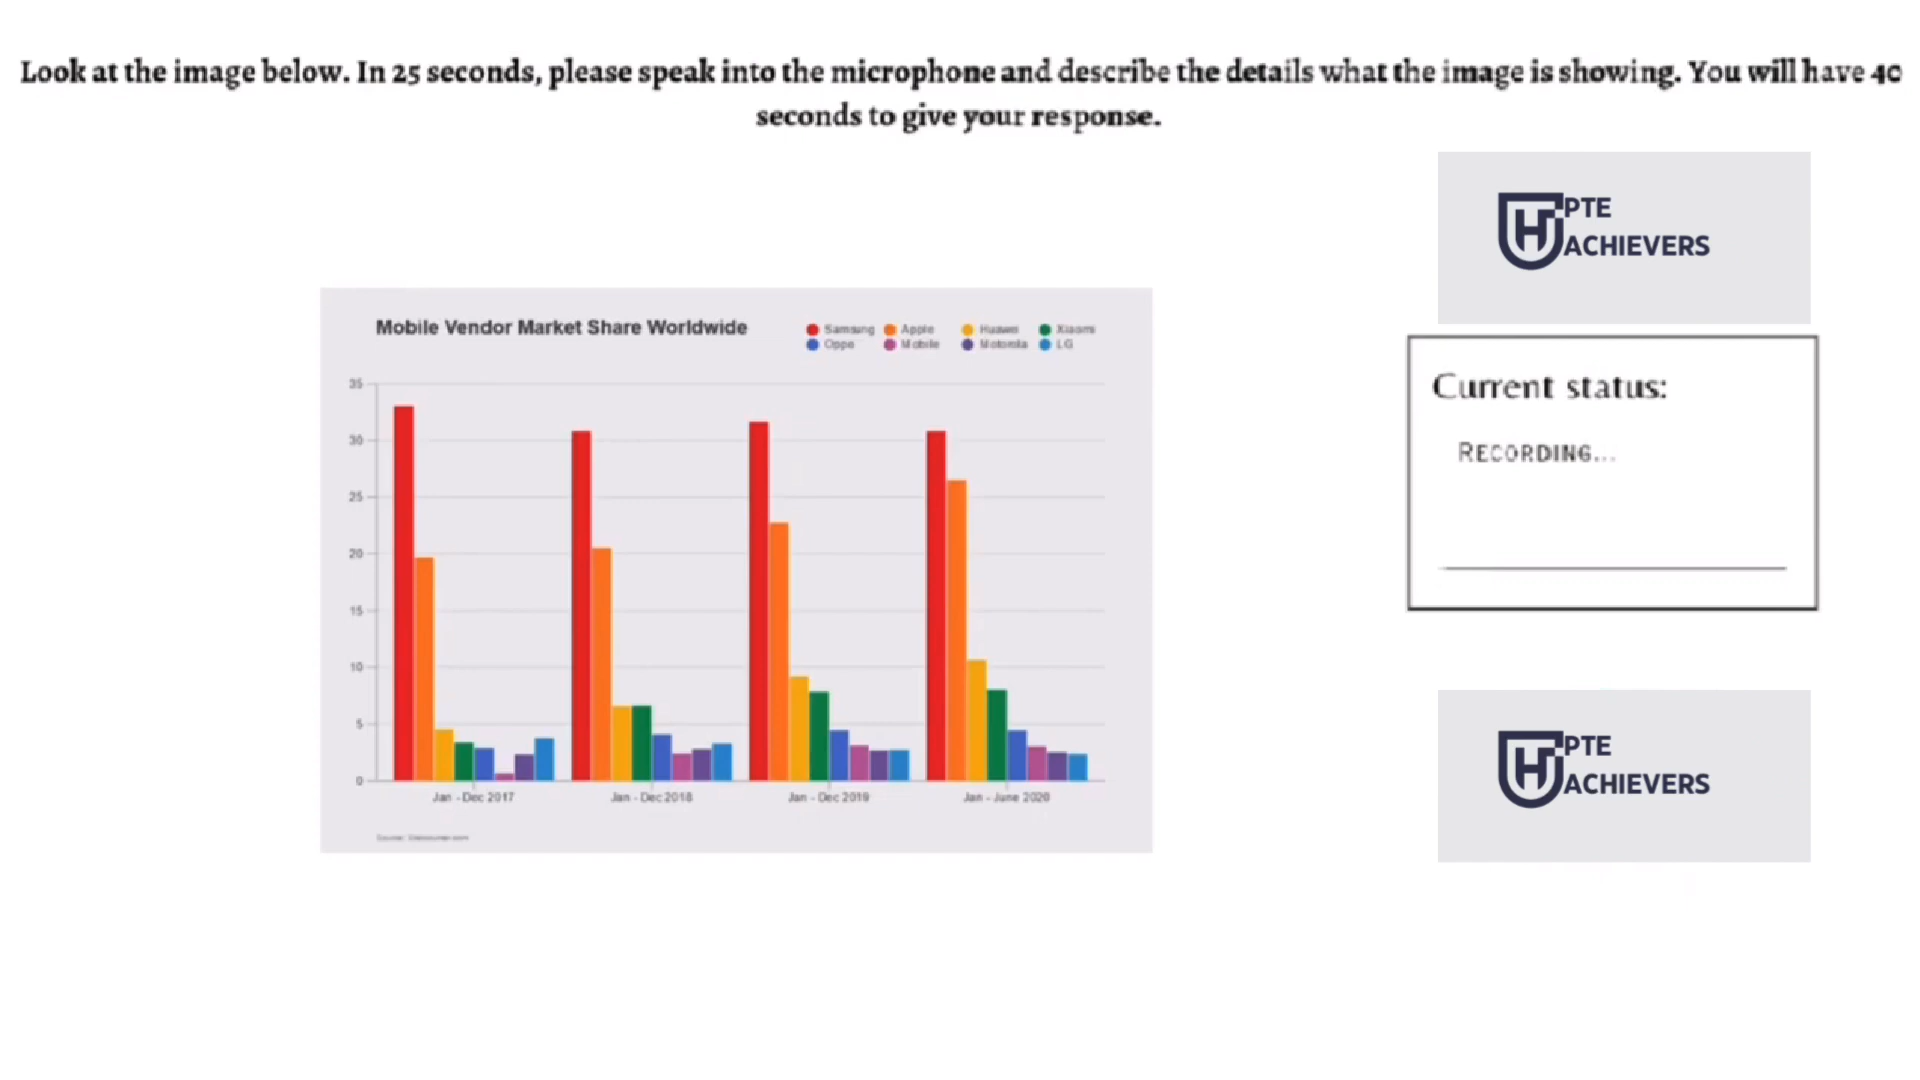 Look at the image below. In 25 seconds, please speak into the microphone and describe the details what the image is showing. You will have 40
seconds to give your response.
PTE
ACHIEVERS
Current status:
RECORDING...
Mobile Vendor Market Share Worldwide
Samsung Apple Huawei Xiaomi
Oppo Mobile Motorola LG
35
30
25
20
15
10
5
0
Jan - Dec 2017 Jan - Dec 2018 Jan - Dec 2019 Jan - June 2020
Source:
PTE
ACHIEVERS